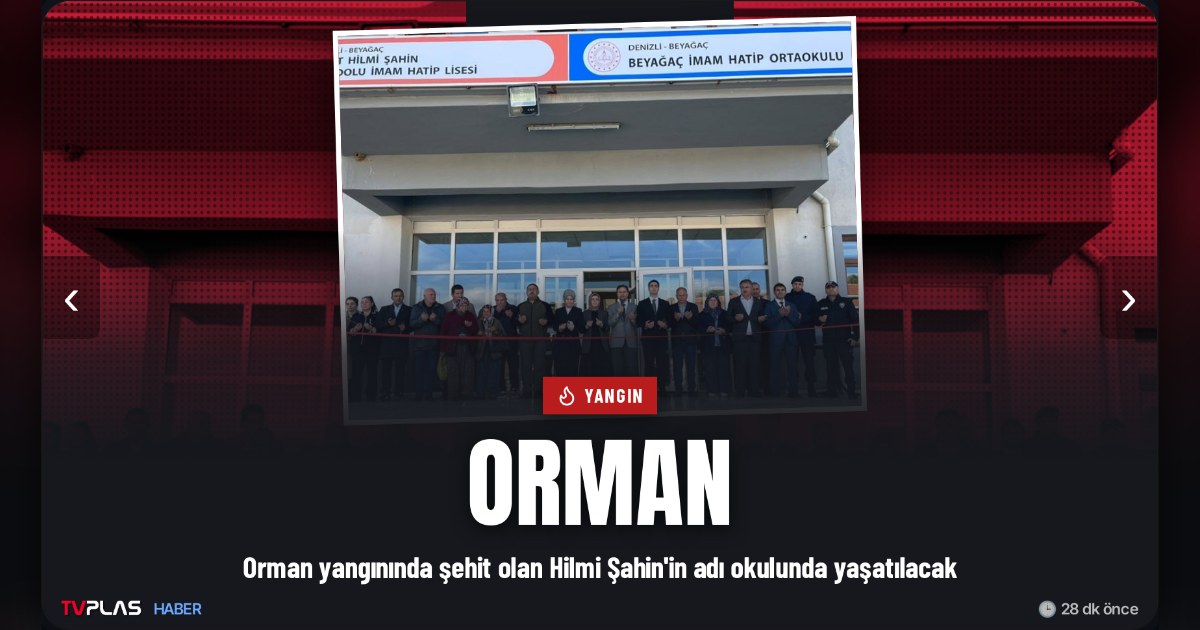 İ - BEYAĞAÇ
T HİLMİ ŞAHİN
DOLU İMAM HATİP LİSESİ
DENİZLİ - BEYAĞAÇ
BEYAĞAÇ İMAM HATİP ORTAOKULU
YANGIN
ORMAN
Orman yangınında şehit olan Hilmi Şahin'in adı okulunda yaşatılacak
TVPLAS HABER
28 dk önce